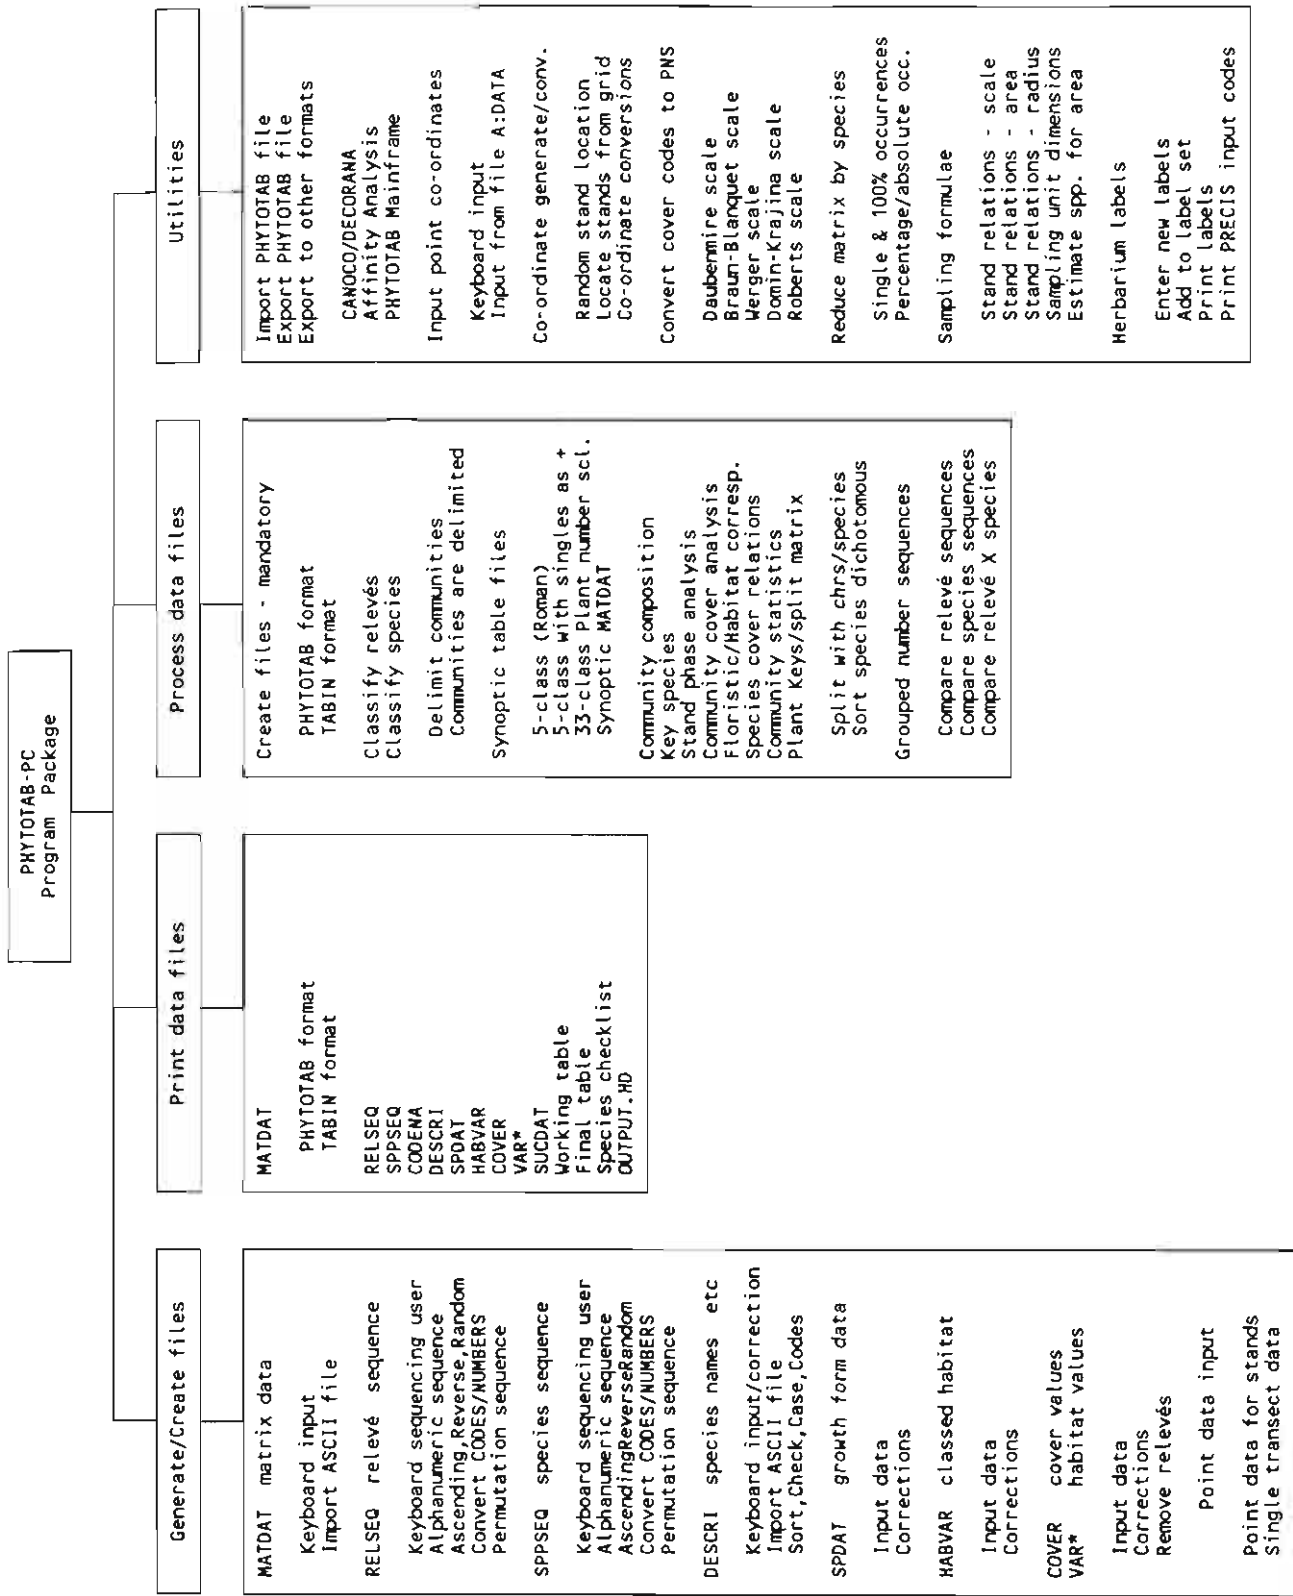 PHYTOTAB-PC
Program Package
Generate/Create files
MATDAT matrix data
Keyboard input
Import ASCII file
RELSEQ relevé sequence
Keyboard sequencing user
Alphanumeric sequence
Ascending,Reverse,Random
Convert CODES/NUMBERS
Permutation sequence
SPPSEQ species sequence
Keyboard sequencing user
Alphanumeric sequence
AscendingReverseRandom
Convert CODES/NUMBERS
Permutation sequence
DESCRI species names etc
Keyboard input/correction
Import ASCII file
Sort,Check,Case,Codes
SPDAT growth form data
Input data
Corrections
HABVAR classed habitat
Input data
Corrections
COVER cover values
VAR* habitat values
Input data
Corrections
Remove relevés
Point data input
Point data for stands
Single transect data
Print data files
MATDAT
PHYTOTAB format
TABIN format
RELSEQ
SPPSEQ
CODENA
DESCRI
SPDAT
HABVAR
COVER
VAR*
SUCDAT
Working table
Final table
Species checklist
OUTPUT.HD
Process data files
Create files - mandatory
PHYTOTAB format
TABIN format
Classify relevés
Classify species
Delimit communities
Communities are delimited
Synoptic table files
5-class (Roman)
5-class with singles as +
33-class Plant number scl.
Synoptic MATDAT
Community composition
Key species
Stand phase analysis
Community cover analysis
Floristic/Habitat corresp.
Species cover relations
Community statistics
Plant Keys/split matrix
Split with chrs/species
Sort species dichotomous
Grouped number sequences
Compare relevé sequences
Compare species sequences
Compare relevé X species
Utilities
Import PHYTOTAB file
Export PHYTOTAB file
Export to other formats
CANOCO/DECORANA
Affinity Analysis
PHYTOTAB Mainframe
Input point co-ordinates
Keyboard input
Input from file A:DATA
Co-ordinate generate/conv.
Random stand location
Locate stands from grid
Co-ordinate conversions
Convert cover codes to PNS
Daubenmire scale
Braun-Blanquet scale
Werger scale
Domin-Krajina scale
Roberts scale
Reduce matrix by species
Single & 100% occurrences
Percentage/absolute occ.
Sampling formulae
Stand relations - scale
Stand relations - area
Stand relations - radius
Sampling unit dimensions
Estimate spp. for area
Herbarium labels
Enter new labels
Add to label set
Print labels
Print PRECIS input codes